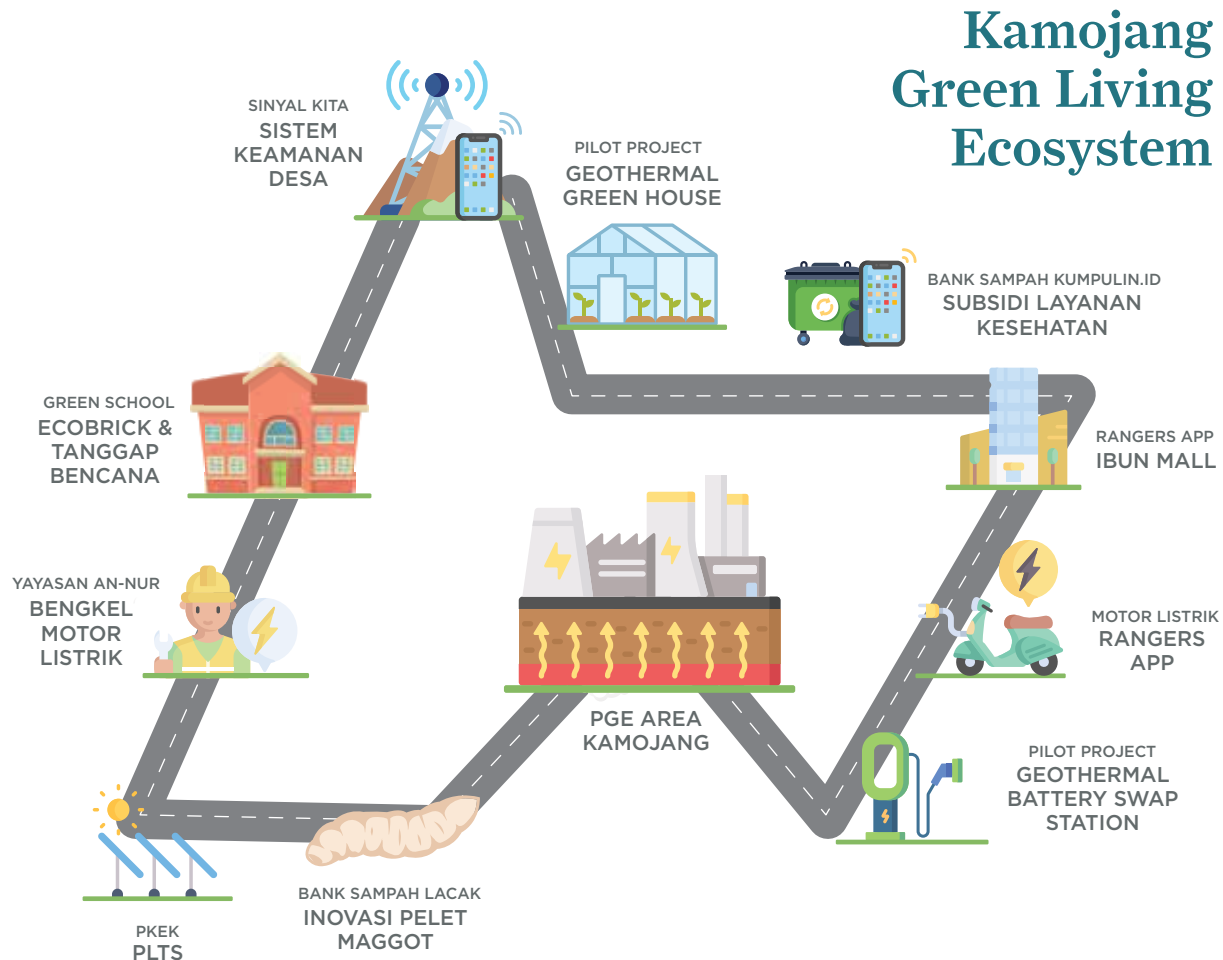 Kamojang
Green Living
Ecosystem
SINYAL KITA
SISTEM
KEAMANAN
DESA
PILOT PROJECT
GEOTHERMAL
GREEN HOUSE
BANK SAMPAH KUMPULIN.ID
SUBSIDI LAYANAN
KESEHATAN
GREEN SCHOOL
ECOBRICK &
TANGGAP
BENCANA
RANGERS APP
IBUN MALL
YAYASAN AN-NUR
BENGKEL
MOTOR
LISTRIK
MOTOR LISTRIK
RANGERS
APP
PGE AREA
KAMOJANG
PILOT PROJECT
GEOTHERMAL
BATTERY SWAP
STATION
BANK SAMPAH LACAK
INOVASI PELET
MAGGOT
PKEK
PLTS